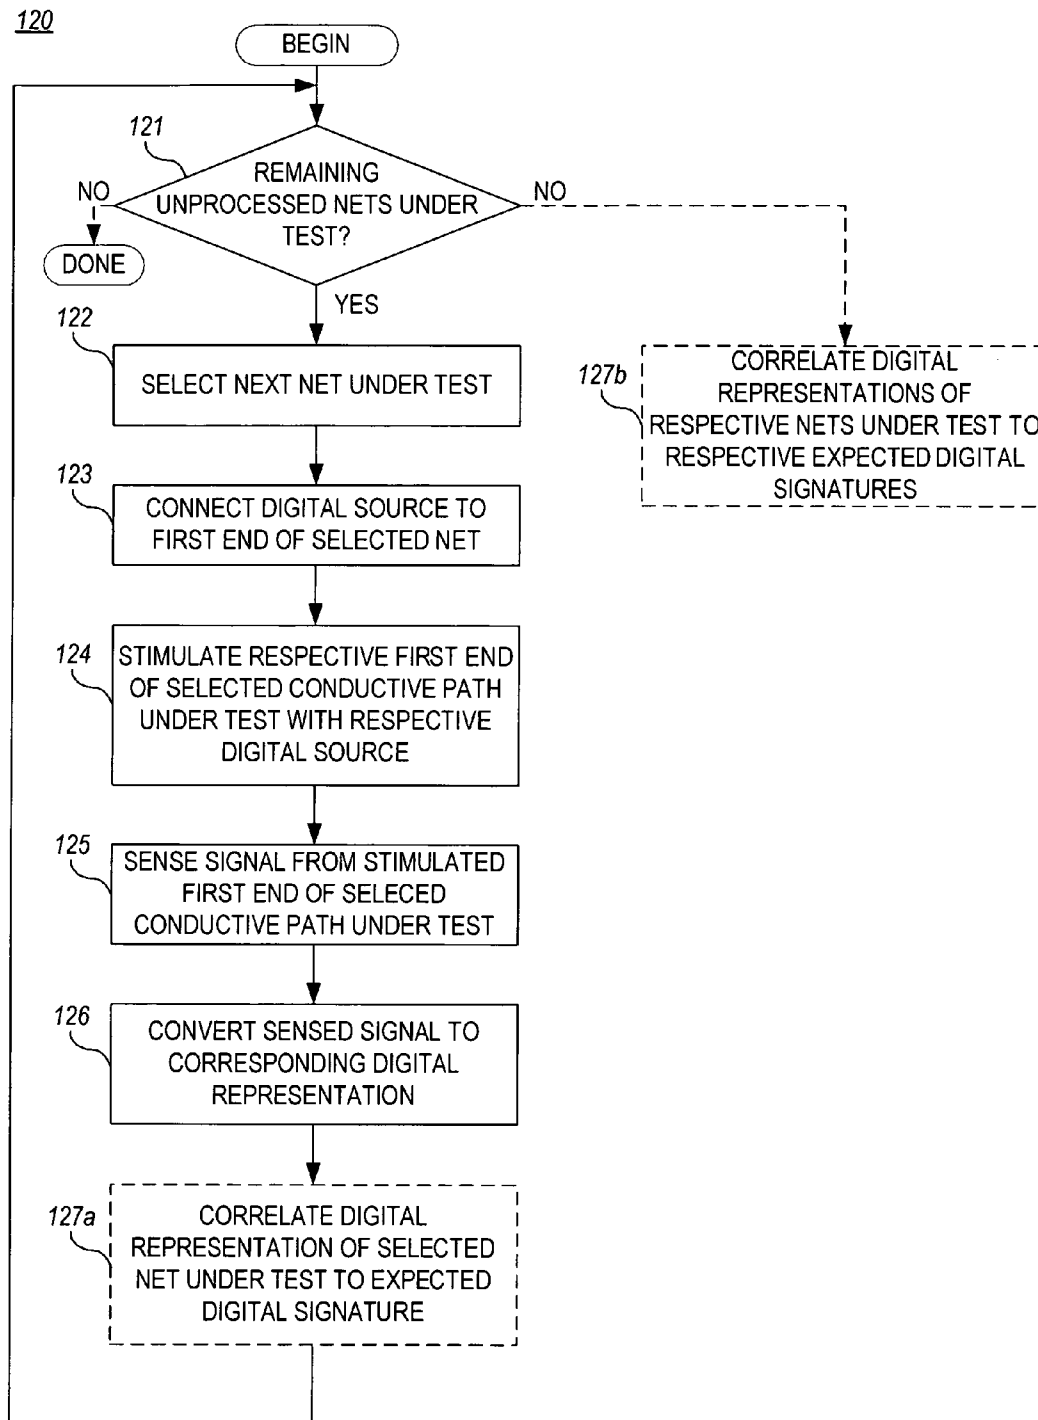 120
BEGIN
121
REMAINING
UNPROCESSED NETS UNDER
TEST?
NO
NO
DONE
YES
122
SELECT NEXT NET UNDER TEST
127b
CORRELATE DIGITAL
REPRESENTATIONS OF
RESPECTIVE NETS UNDER TEST TO
RESPECTIVE EXPECTED DIGITAL
SIGNATURES
123
CONNECT DIGITAL SOURCE TO
FIRST END OF SELECTED NET
124
STIMULATE RESPECTIVE FIRST END
OF SELECTED CONDUCTIVE PATH
UNDER TEST WITH RESPECTIVE
DIGITAL SOURCE
125
SENSE SIGNAL FROM STIMULATED
FIRST END OF SELECED
CONDUCTIVE PATH UNDER TEST
126
CONVERT SENSED SIGNAL TO
CORRESPONDING DIGITAL
REPRESENTATION
127a
CORRELATE DIGITAL
REPRESENTATION OF SELECTED
NET UNDER TEST TO EXPECTED
DIGITAL SIGNATURE